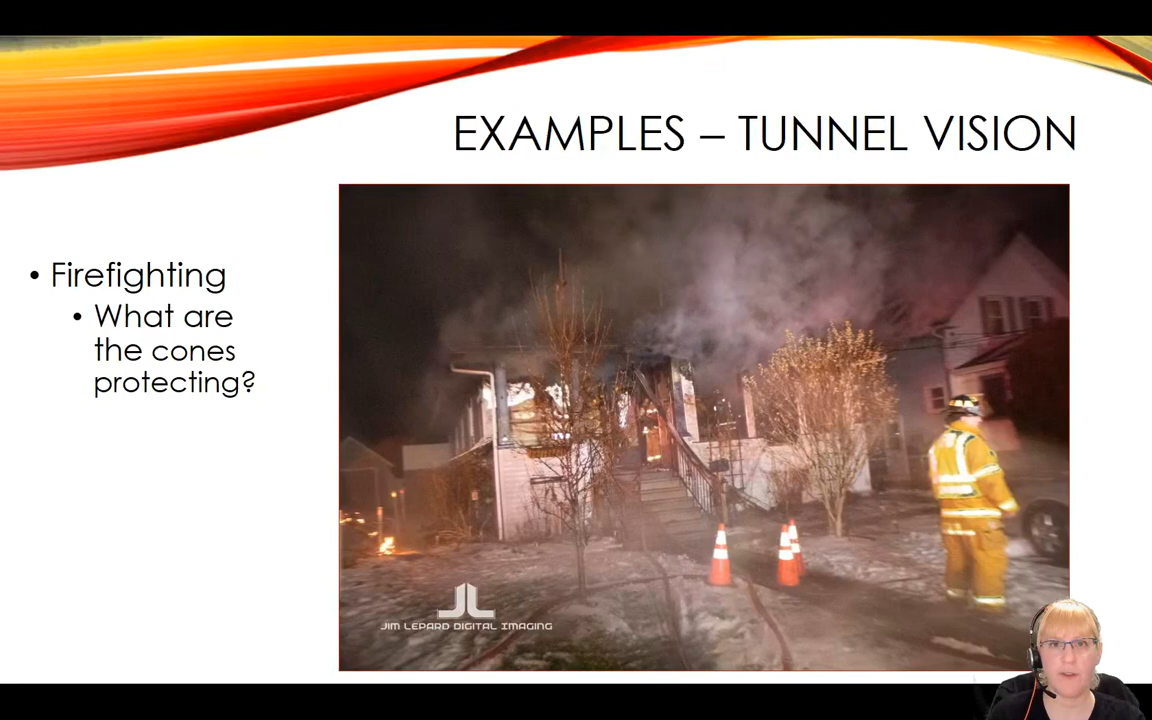 EXAMPLES – TUNNEL VISION
• Firefighting
• What are
the cones
protecting?
JL
JIM LEPARD DIGITAL IMAGING